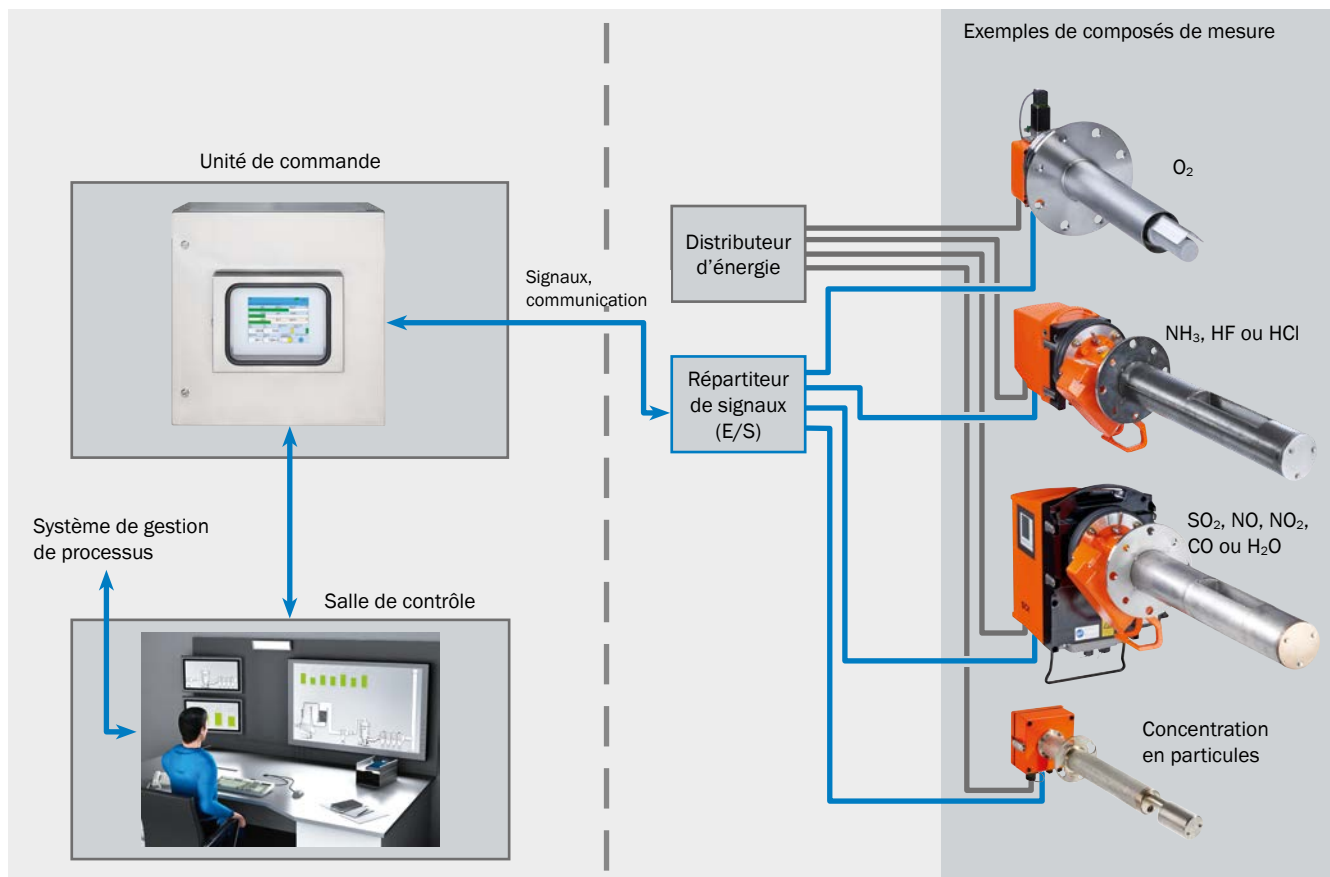 Exemples de composés de mesure
Unité de commande
O₂
Distributeur
d'énergie
Signaux,
communication
NH₃, HF ou HCl
Répartiteur
de signaux
(E/S)
SO₂, NO, NO₂,
CO ou H₂O
Système de gestion
de processus
Salle de contrôle
Concentration
en particules